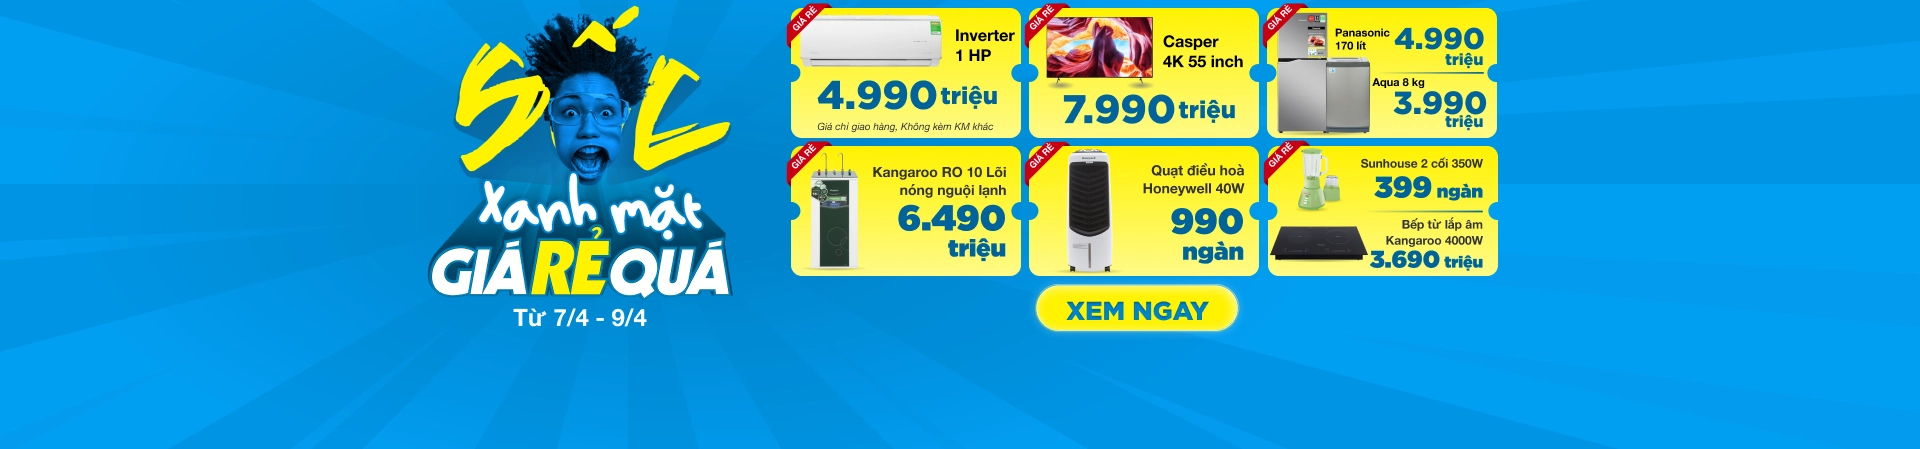 SỐC
Xanh mặt
GIÁ RẺ QUÁ
Từ 7/4 - 9/4
GIÁ RẺ
Inverter
1 HP
4.990 triệu
Giá chỉ giao hàng, Không kèm KM khác
GIÁ RẺ
Casper
4K 55 inch
7.990 triệu
GIÁ RẺ
Panasonic
170 lít
4.990
triệu
Aqua 8 kg
3.990
triệu
GIÁ RẺ
Kangaroo RO 10 Lõi
nóng nguội lạnh
6.490
triệu
GIÁ RẺ
Quạt điều hoà
Honeywell 40W
990
ngàn
GIÁ RẺ
Sunhouse 2 cối 350W
399 ngàn
Bếp từ lắp âm
Kangaroo 4000W
3.690 triệu
XEM NGAY